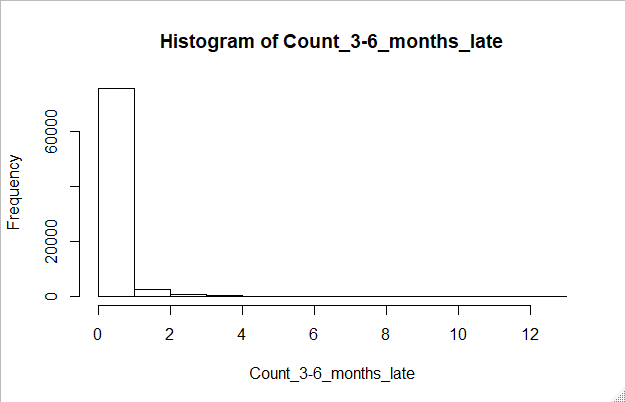 Histogram of Count_3-6_months_late
Frequency
60000
20000
0
0 2 4 6 8 10 12
Count_3-6_months_late